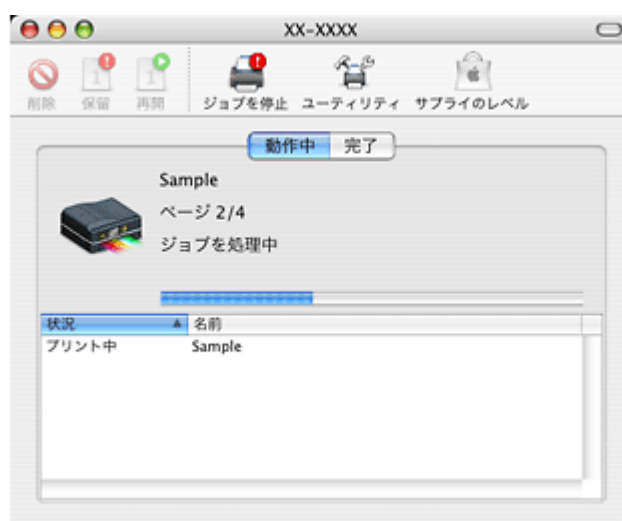 XX-XXXX
削除 保留 再開 ジョブを停止 ユーティリティ サプライのレベル
動作中 完了
Sample
ページ 2/4
ジョブを処理中
状況 名前
プリント中 Sample